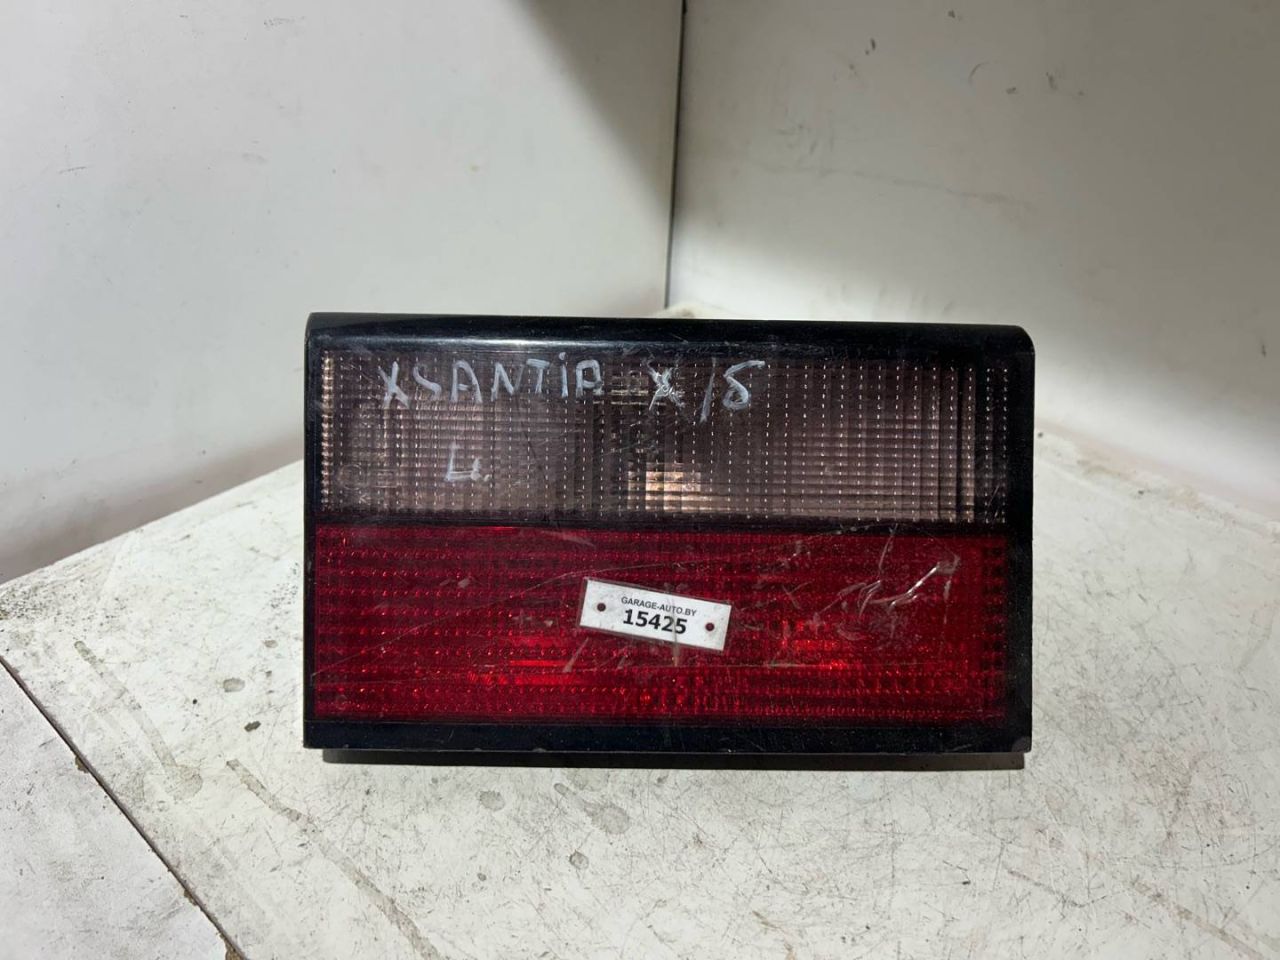 XSANTIA X/Б
L.
GARAGE-AUTO.BY
15425